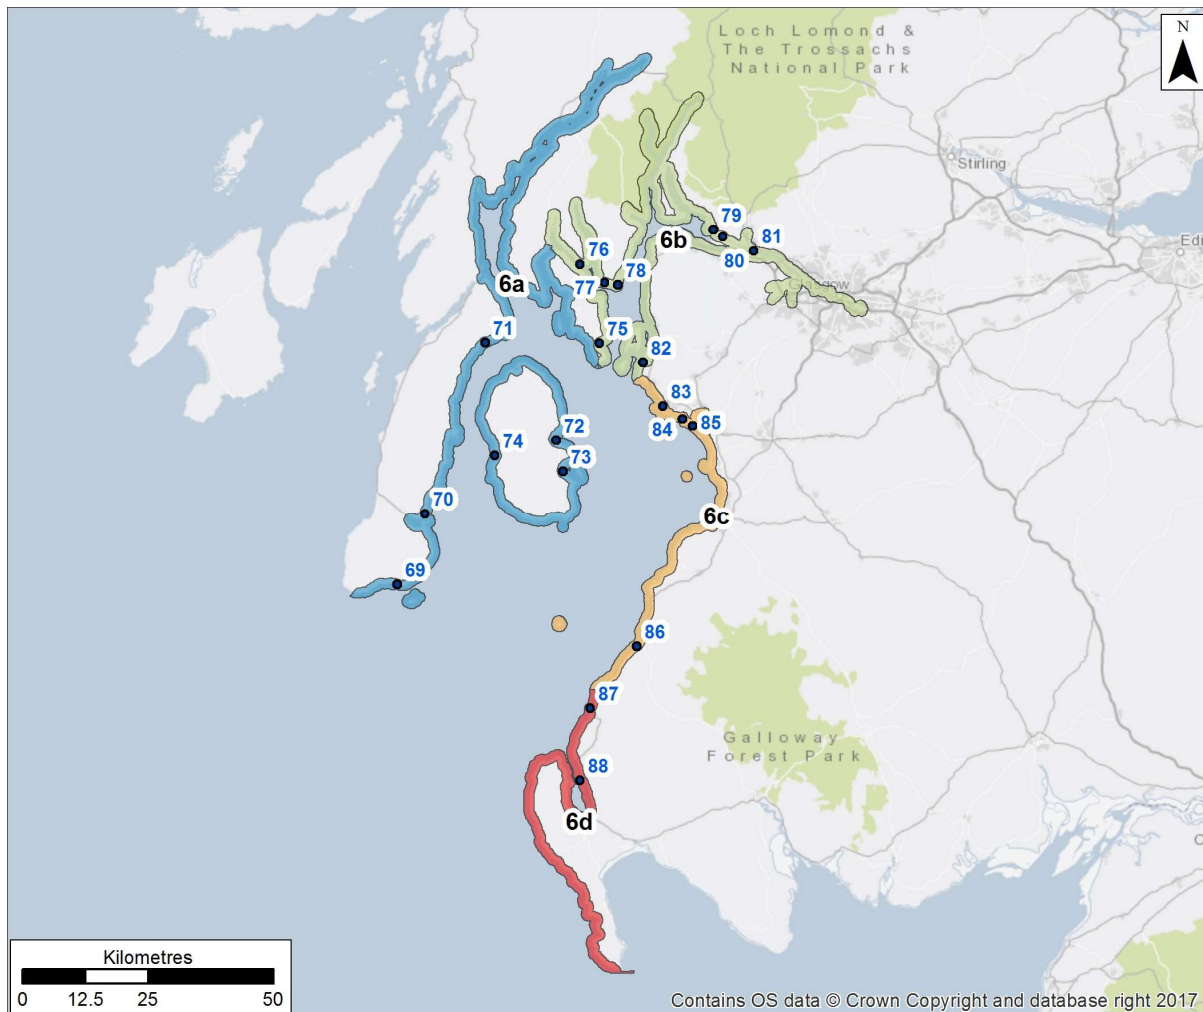 Loch Lomond &
The Trossachs
National Park
N
Stirling
79
6b
81
Edi
76
80
78
6a
77
Glasgow
71
75
82
83
72
84
85
74
73
70
6c
69
86
87
Galloway
Forest Park
88
6d
C
Kilometres
0 12.5 25 50
Contains OS data © Crown Copyright and database right 2017